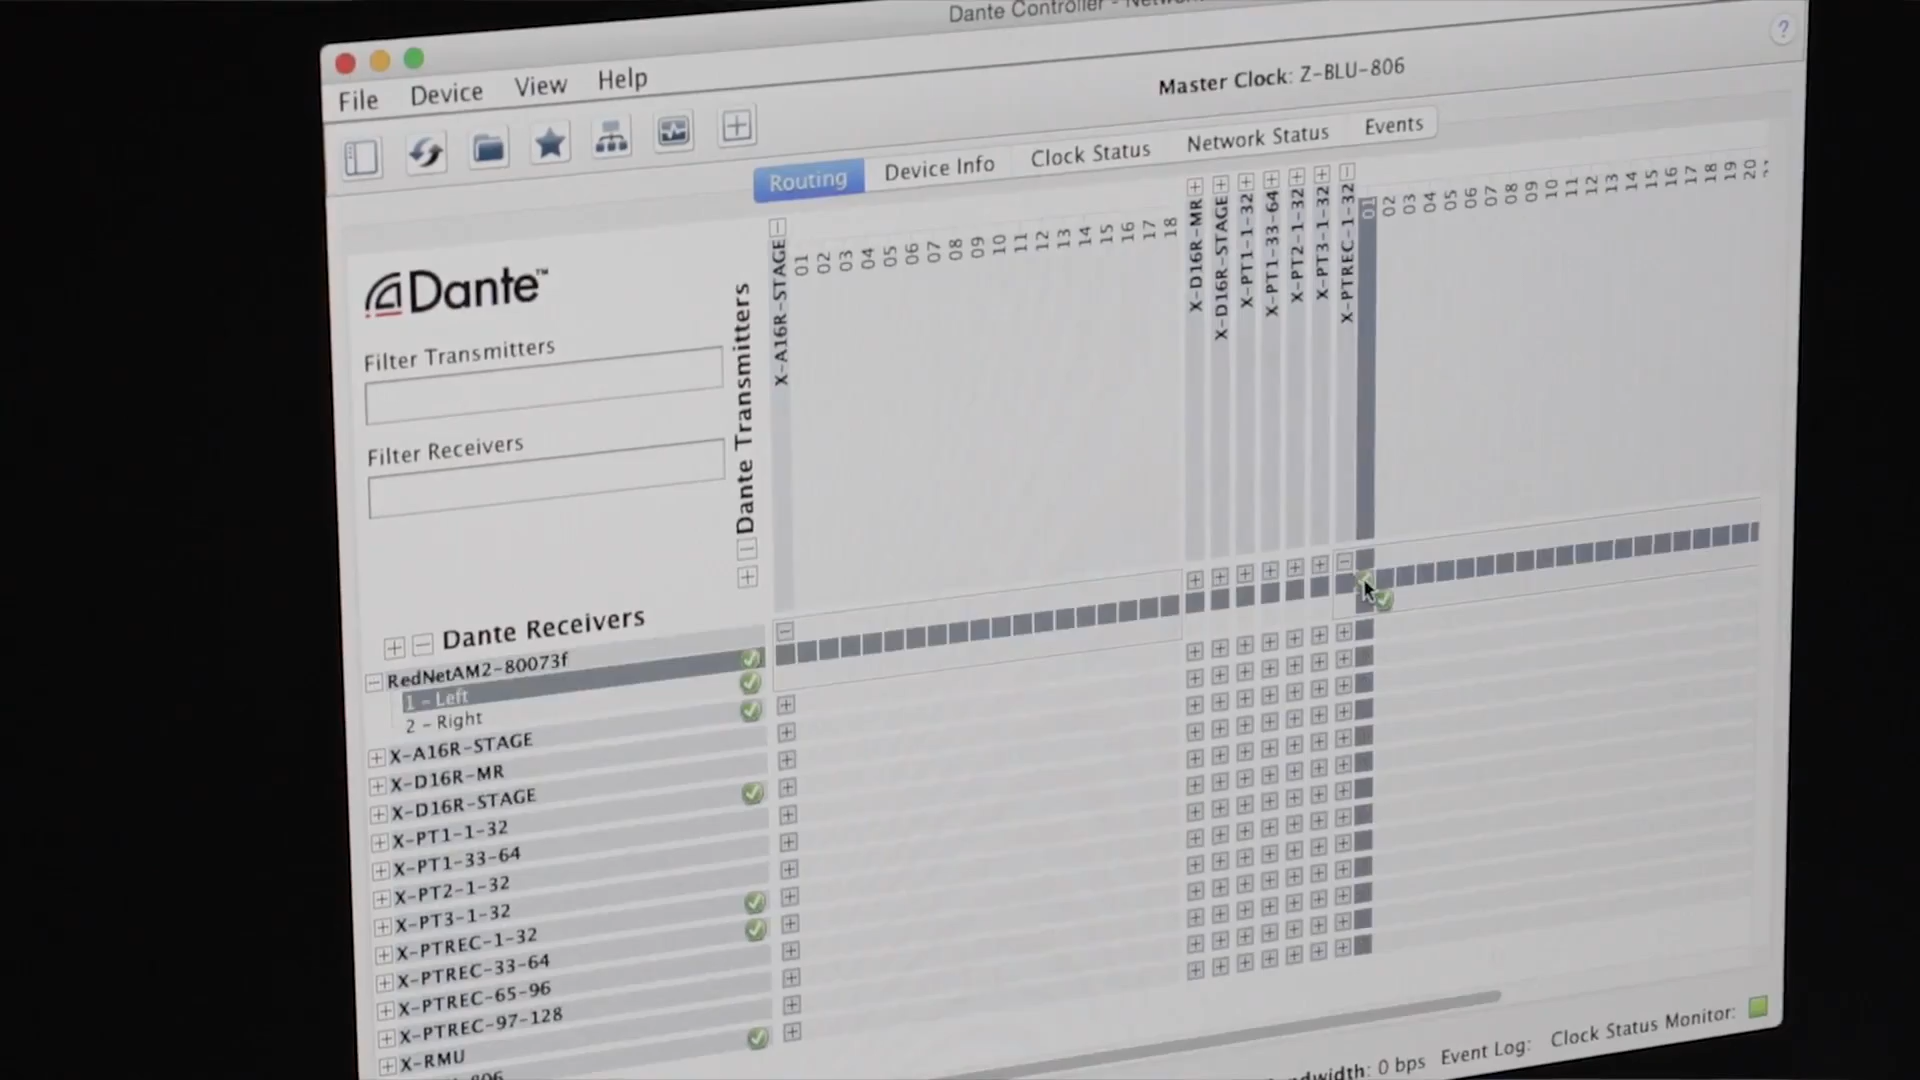 Dante Controller -
File Device View Help
Master Clock: Z-BLU-806
?
Routing Device Info Clock Status Network Status Events
Dante™
Filter Transmitters
Filter Receivers
Dante Transmitters
X-A16R-STAGE
01 02 03 04 05 06 07 08 09 10 11 12 13 14 15 16 17 18
X-D16R-MR
X-D16R-STAGE
X-PT1-1-32
X-PT1-33-64
X-PT2-1-32
X-PT3-1-32
X-PTREC-1-32
01 02 03 04 05 06 07 08 09 10 11 12 13 14 15 16 17 18 19 20
Dante Receivers
RedNetAM2-80073f
1 - Left
2 - Right
X-A16R-STAGE
X-D16R-MR
X-D16R-STAGE
X-PT1-1-32
X-PT1-33-64
X-PT2-1-32
X-PT3-1-32
X-PTREC-1-32
X-PTREC-33-64
X-PTREC-65-96
X-PTREC-97-128
X-RMU
0 bps Event Log: Clock Status Monitor: